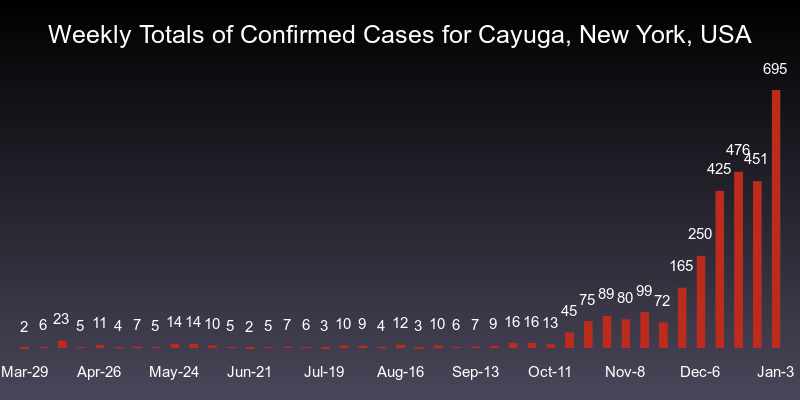 Weekly Totals of Confirmed Cases for Cayuga, New York, USA
2 6 23 5 11 4 7 5 14 14 10 5 2 5 7 6 3 10 9 4 12 3 10 6 7 9 16 16 13 45 75 89 80 99 72 165 250 425 476 451 695
Mar-29 Apr-26 May-24 Jun-21 Jul-19 Aug-16 Sep-13 Oct-11 Nov-8 Dec-6 Jan-3